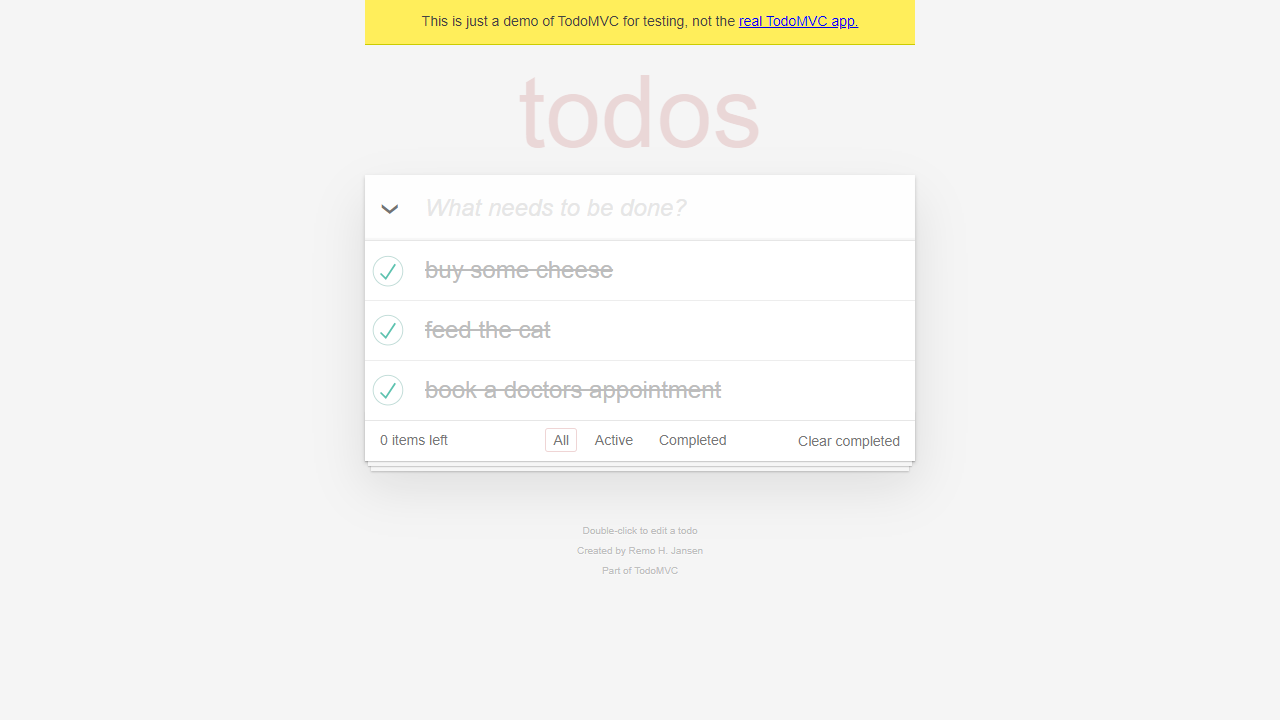 This is just a demo of TodoMVC for testing, not the real TodoMVC app.
todos
What needs to be done?
buy some cheese
feed the cat
book a doctors appointment
0 items left All Active Completed Clear completed
Double-click to edit a todo
Created by Remo H. Jansen
Part of TodoMVC